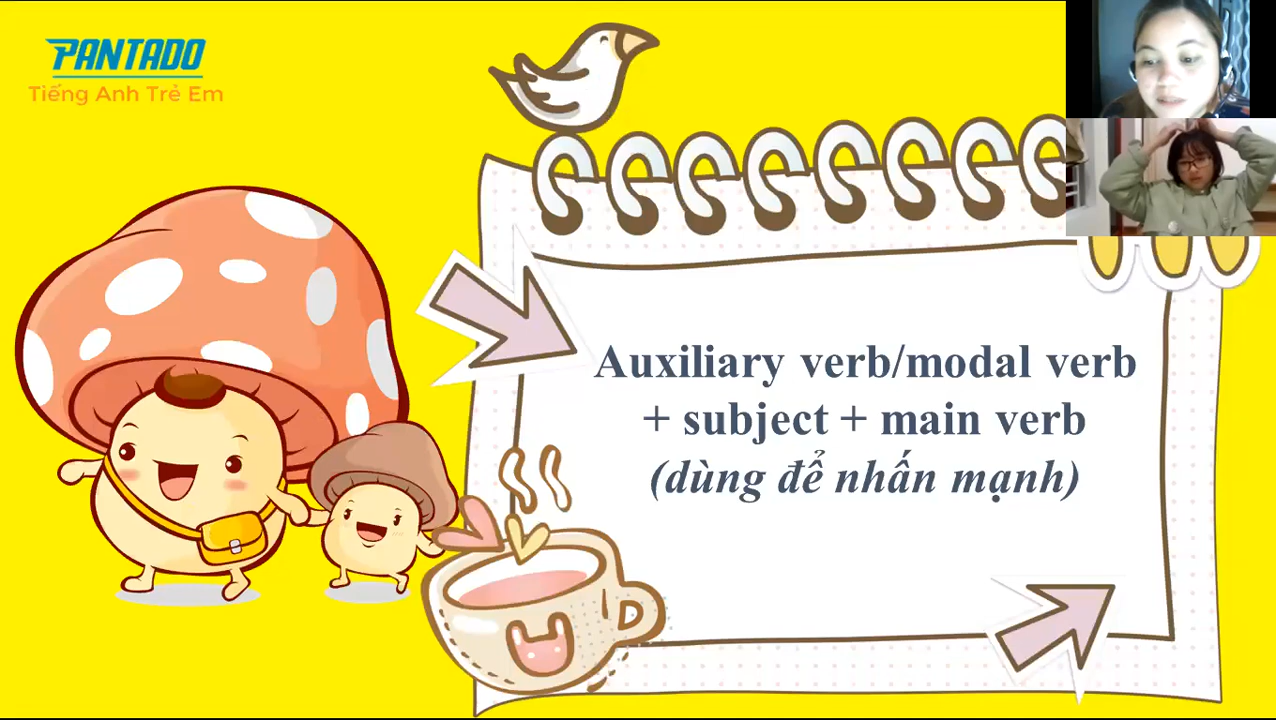 PANTADO
Tiếng Anh Trẻ Em
Auxiliary verb/modal verb
+ subject + main verb
(dùng để nhấn mạnh)